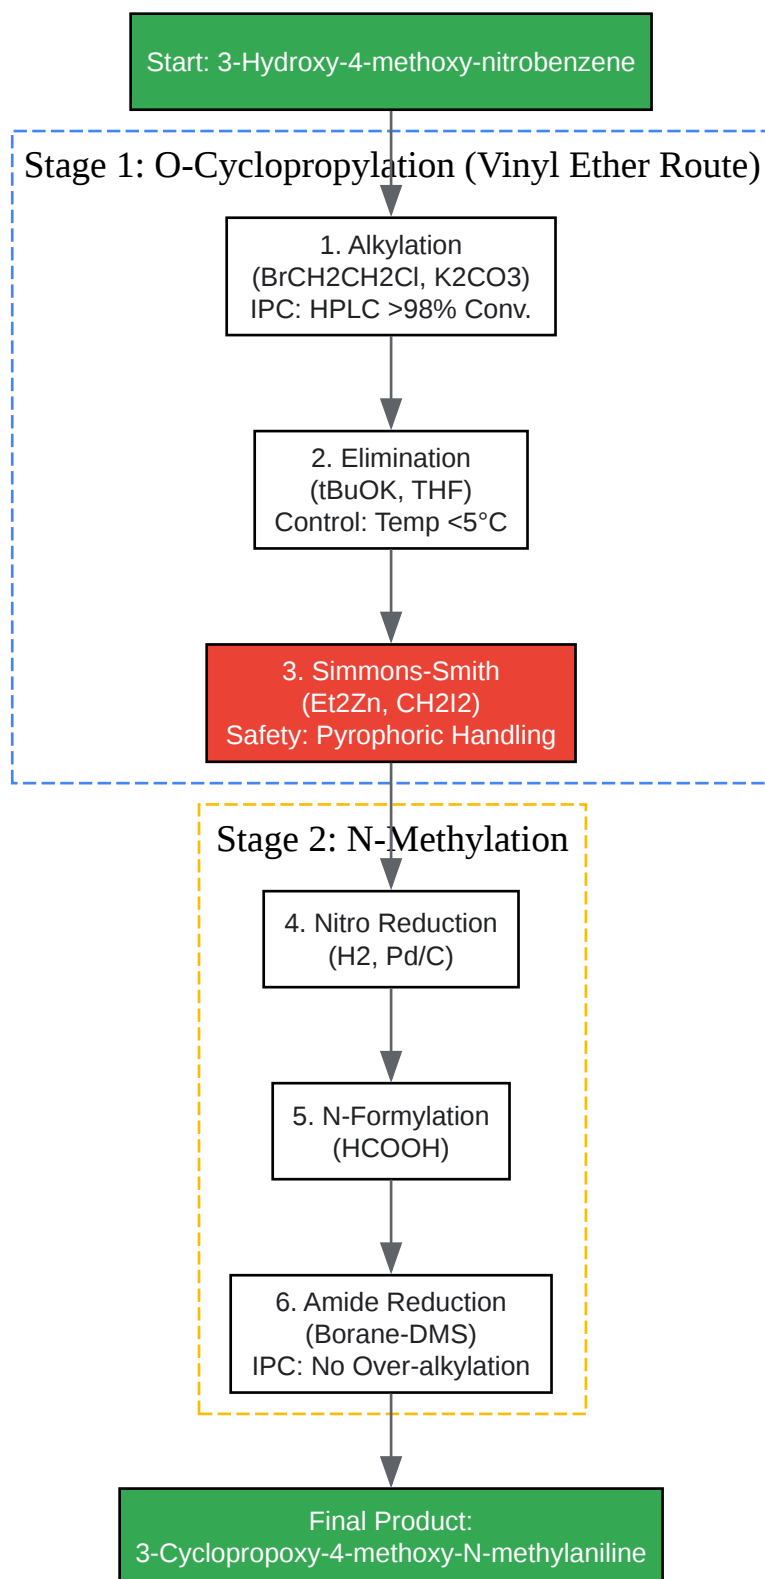 Start: 3-Hydroxy-4-methoxy-nitrobenzene
Stage 1: O-Cyclopropylation (Vinyl Ether Route)
1. Alkylation
(BrCH2CH2Cl, K2CO3)
IPC: HPLC >98% Conv.
2. Elimination
(tBuOK, THF)
Control: Temp <5°C
3. Simmons-Smith
(Et2Zn, CH2I2)
Safety: Pyrophoric Handling
Stage 2: N-Methylation
4. Nitro Reduction
(H2, Pd/C)
5. N-Formylation
(HCOOH)
6. Amide Reduction
(Borane-DMS)
IPC: No Over-alkylation
Final Product:
3-Cyclopropoxy-4-methoxy-N-methylaniline